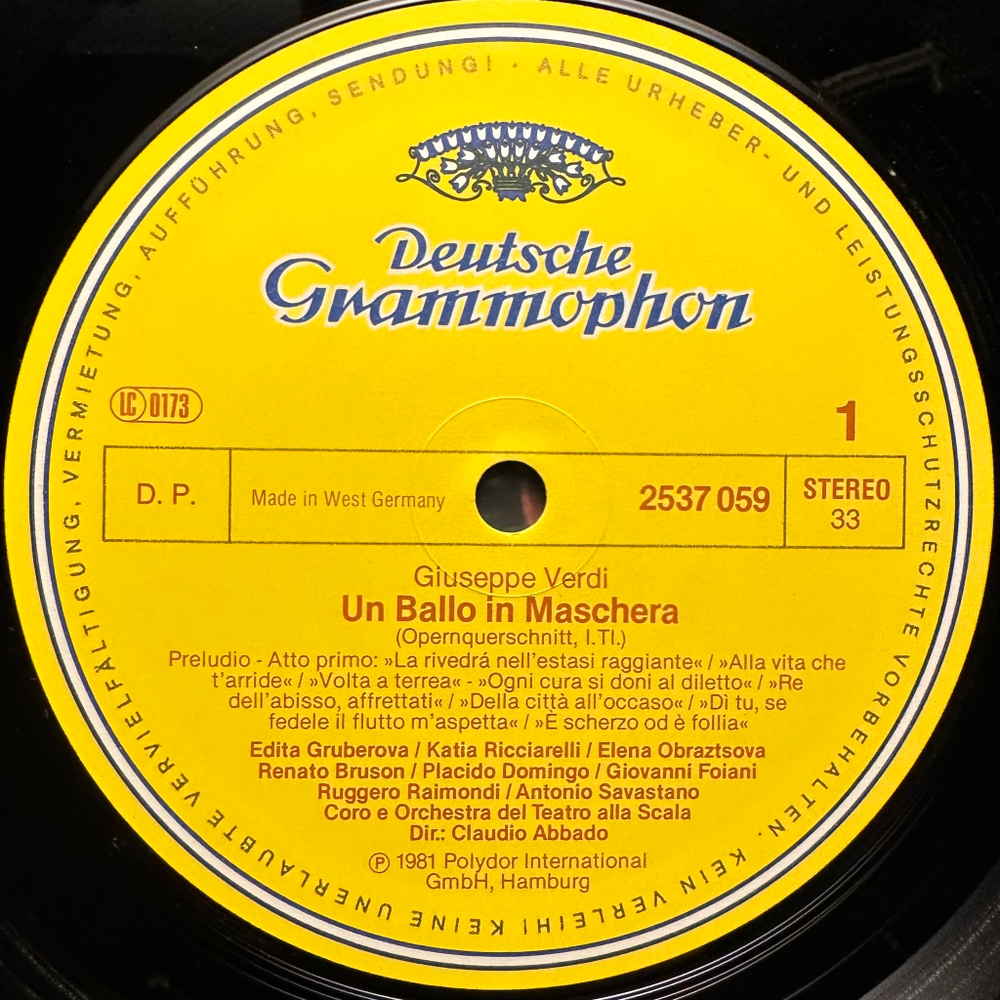 ALLE URHEBER- UND LEISTUNGSSCHUTZRECHTE VORBEHALTEN. KEIN VERLEIH! KEINE UNERLAUBTE VERVIELFÄLTIGUNG, VERMIETUNG, AUFFÜHRUNG, SENDUNG! ·
Deutsche
Grammophon
LC 0173
1
D. P.
Made in West Germany
2537 059
STEREO
33
Giuseppe Verdi
Un Ballo in Maschera
(Opernquerschnitt, I.Tl.)
Preludio - Atto primo: »La rivedrá nell'estasi raggiante« / »Alla vita che
t'arride« / »Volta a terrea« - »Ogni cura si doni al diletto« / »Re
dell'abisso, affrettati« / »Della città all'occaso« / »Di tu, se
fedele il flutto m'aspetta« / »È scherzo od è follia«
Edita Gruberova / Katia Ricciarelli / Elena Obraztsova
Renato Bruson / Placido Domingo / Giovanni Foiani
Ruggero Raimondi / Antonio Savastano
Coro e Orchestra del Teatro alla Scala
Dir.: Claudio Abbado
Ⓟ 1981 Polydor International
GmbH, Hamburg